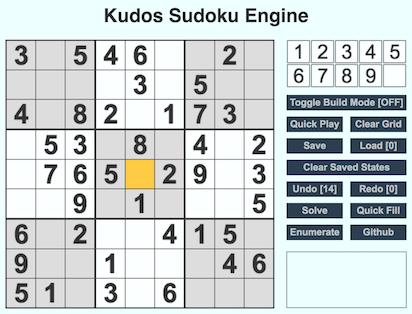 Kudos Sudoku Engine
3 5 4 6 2
3 5
4 8 2 1 7 3
5 3 8 4 2
7 6 5 2 9 3
9 1 5
6 2 4 1 5
9 1 4 6
5 1 3 6
1 2 3 4 5
6 7 8 9
Toggle Build Mode [OFF]
Quick Play Clear Grid
Save Load [0]
Clear Saved States
Undo [14] Redo [0]
Solve Quick Fill
Enumerate Github